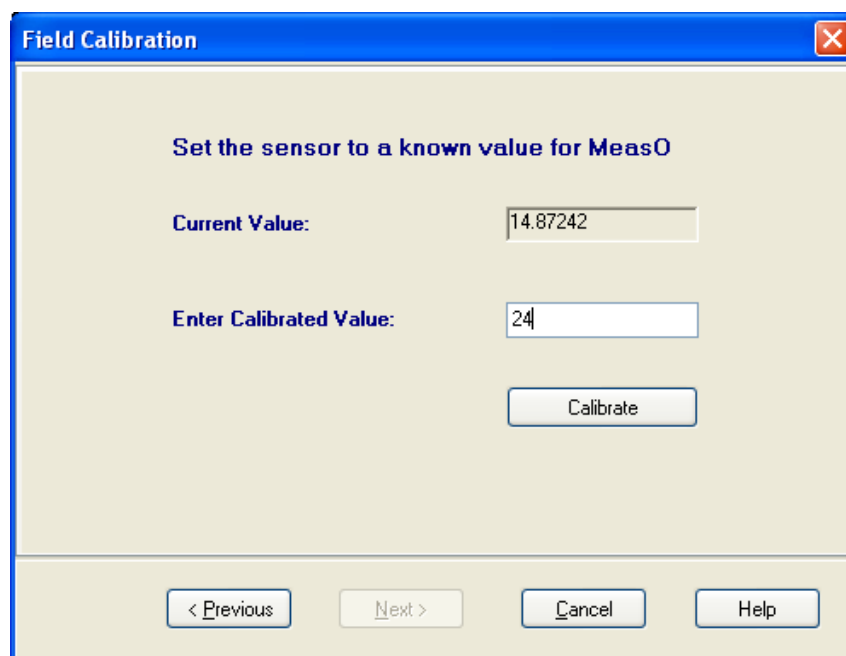 Field Calibration
Set the sensor to a known value for MeasO
Current Value: 14.87242
Enter Calibrated Value: 24
Calibrate
< Previous Next > Cancel Help